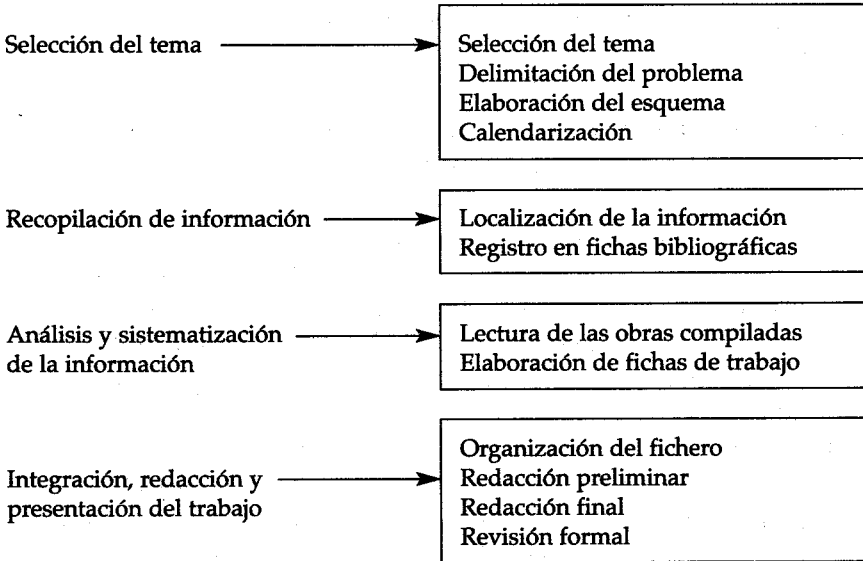 Selección del tema
Selección del tema
Delimitación del problema
Elaboración del esquema
Calendarización
Recopilación de información
Localización de la información
Registro en fichas bibliográficas
Análisis y sistematización
de la información
Lectura de las obras compiladas
Elaboración de fichas de trabajo
Integración, redacción y
presentación del trabajo
Organización del fichero
Redacción preliminar
Redacción final
Revisión formal